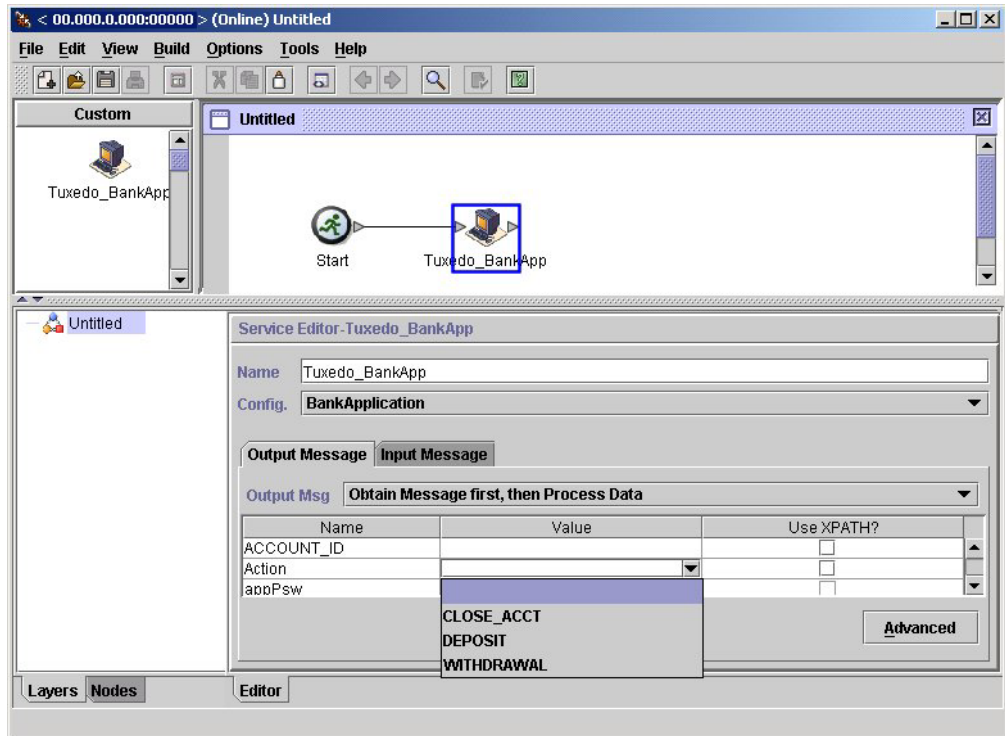 < 00.000.0.000:00000 > (Online) Untitled
File Edit View Build Options Tools Help
Custom
Tuxedo_BankApp
Untitled
Start
Tuxedo_BankApp
Untitled
Service Editor-Tuxedo_BankApp
Name Tuxedo_BankApp
Config. BankApplication
Output Message Input Message
Output Msg Obtain Message first, then Process Data
Name Value Use XPATH?
ACCOUNT_ID
Action
appPsw
CLOSE_ACCT
DEPOSIT
WITHDRAWAL
Advanced
Layers Nodes Editor